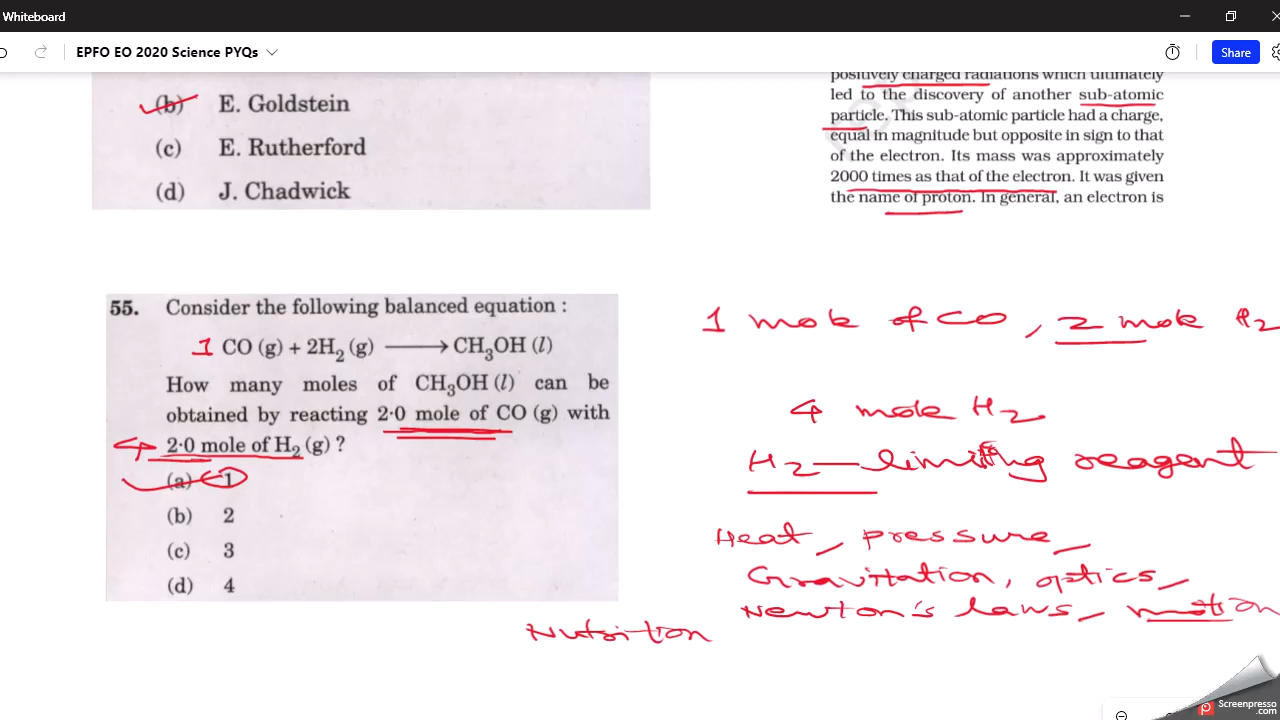 Whiteboard
EPFO EO 2020 Science PYQs
Share
(b) E. Goldstein
(c) E. Rutherford
(d) J. Chadwick
positively charged radiations which ultimately
led to the discovery of another sub-atomic
particle. This sub-atomic particle had a charge,
equal in magnitude but opposite in sign to that
of the electron. Its mass was approximately
2000 times as that of the electron. It was given
the name of proton. In general, an electron is
55. Consider the following balanced equation :
1 CO (g) + 2H₂ (g) ⟶ CH₃OH (l)
How many moles of CH₃OH (l) can be
obtained by reacting 2·0 mole of CO (g) with
4 2·0 mole of H₂ (g) ?
(a) 1
(b) 2
(c) 3
(d) 4
1 mole of CO, 2 mole H2
4 mole H2
H2 — limiting reagent
Heat, pressure,
Gravitation, optics,
Newton's laws, motion
Nutrition
Screenpresso
.com